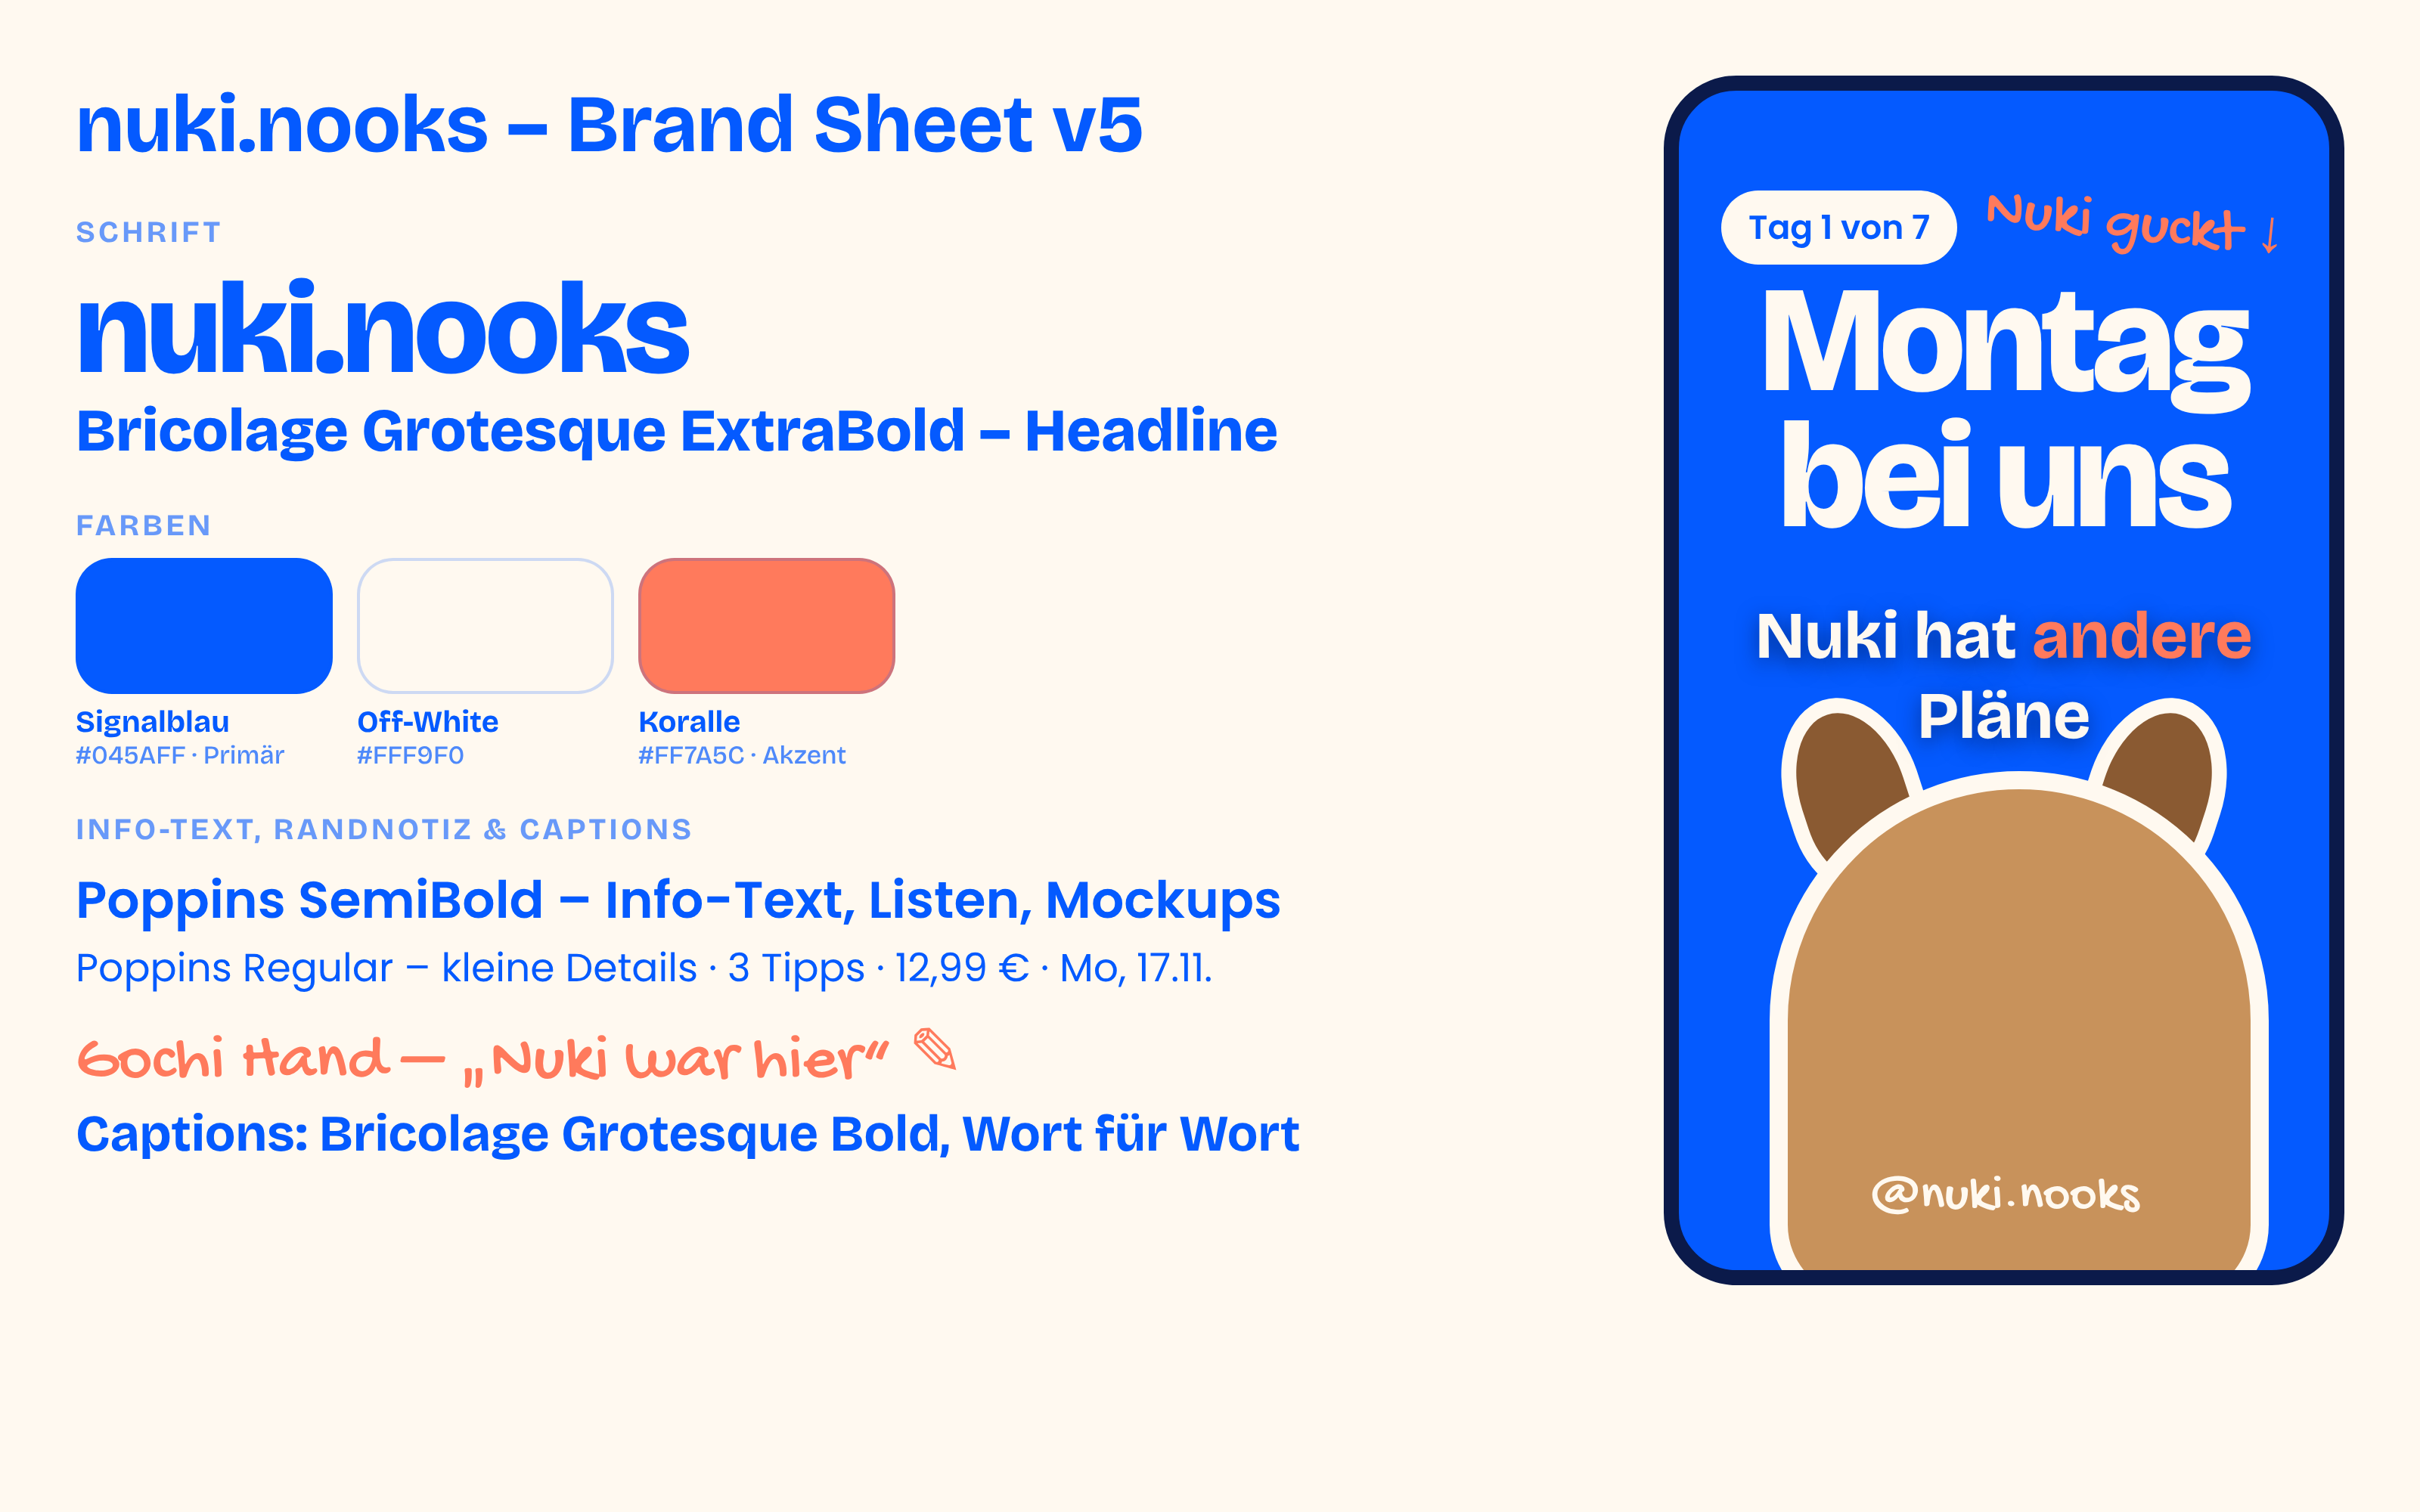 nuki.nooks – Brand Sheet v5
SCHRIFT
nuki.nooks
Bricolage Grotesque ExtraBold – Headline
FARBEN
Signalblau
#045AFF · Primär
Off-White
#FFF9F0
Koralle
#FF7A5C · Akzent
INFO-TEXT, RANDNOTIZ & CAPTIONS
Poppins SemiBold – Info-Text, Listen, Mockups
Poppins Regular – kleine Details · 3 Tipps · 12,99 € · Mo, 17.11.
Gochi Hand — „Nuki war hier“ ✎
Captions: Bricolage Grotesque Bold, Wort für Wort
Tag 1 von 7
Nuki guckt ↓
Montag
bei uns
Nuki hat andere
Pläne
@nuki.nooks